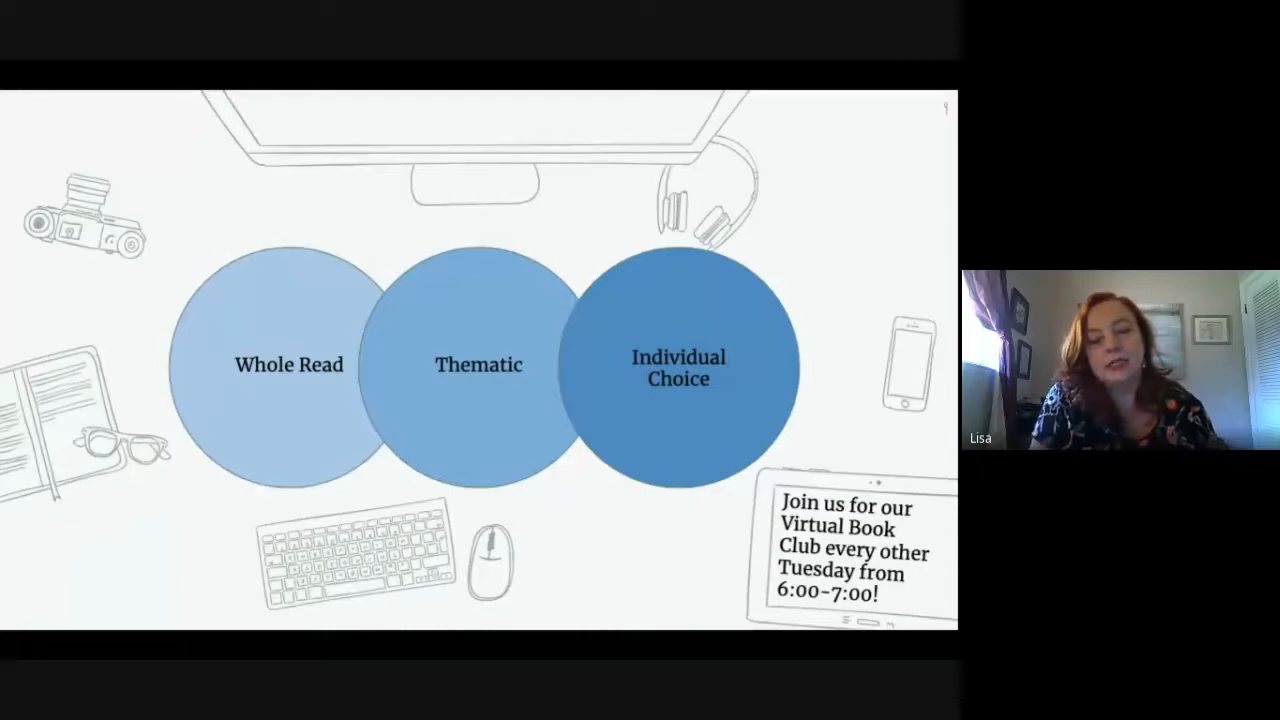 Whole Read
Thematic
Individual
Choice
Join us for our
Virtual Book
Club every other
Tuesday from
6:00-7:00!
Lisa